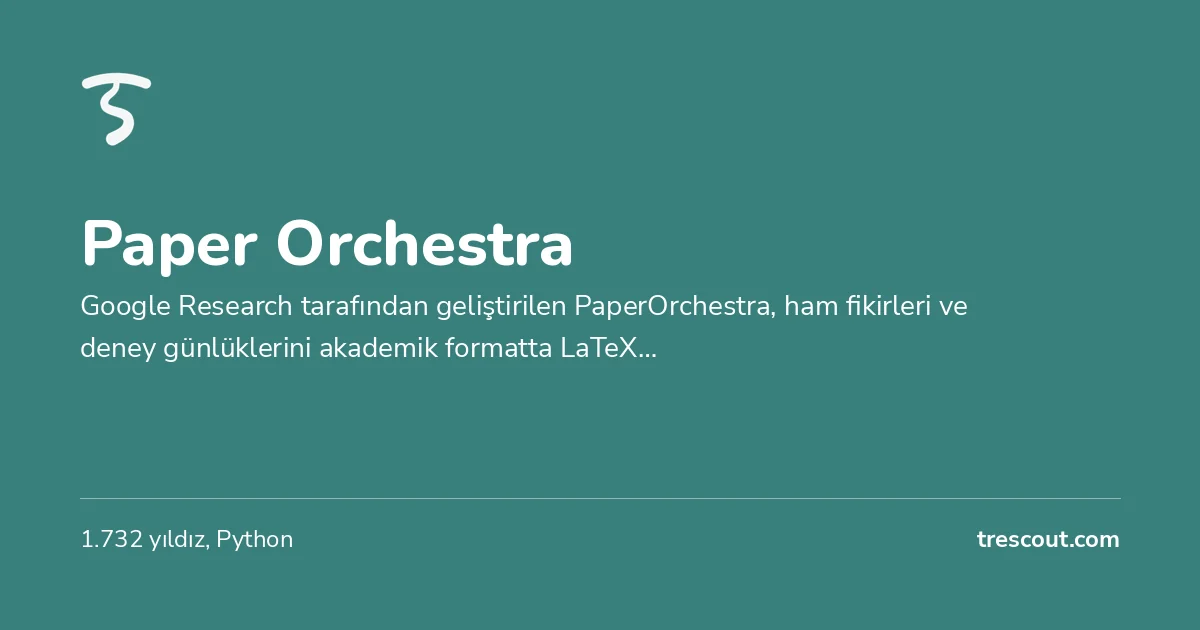 Paper Orchestra
Google Research tarafından geliştirilen PaperOrchestra, ham fikirleri ve
deney günlüklerini akademik formatta LaTeX...
1.732 yıldız, Python
trescout.com